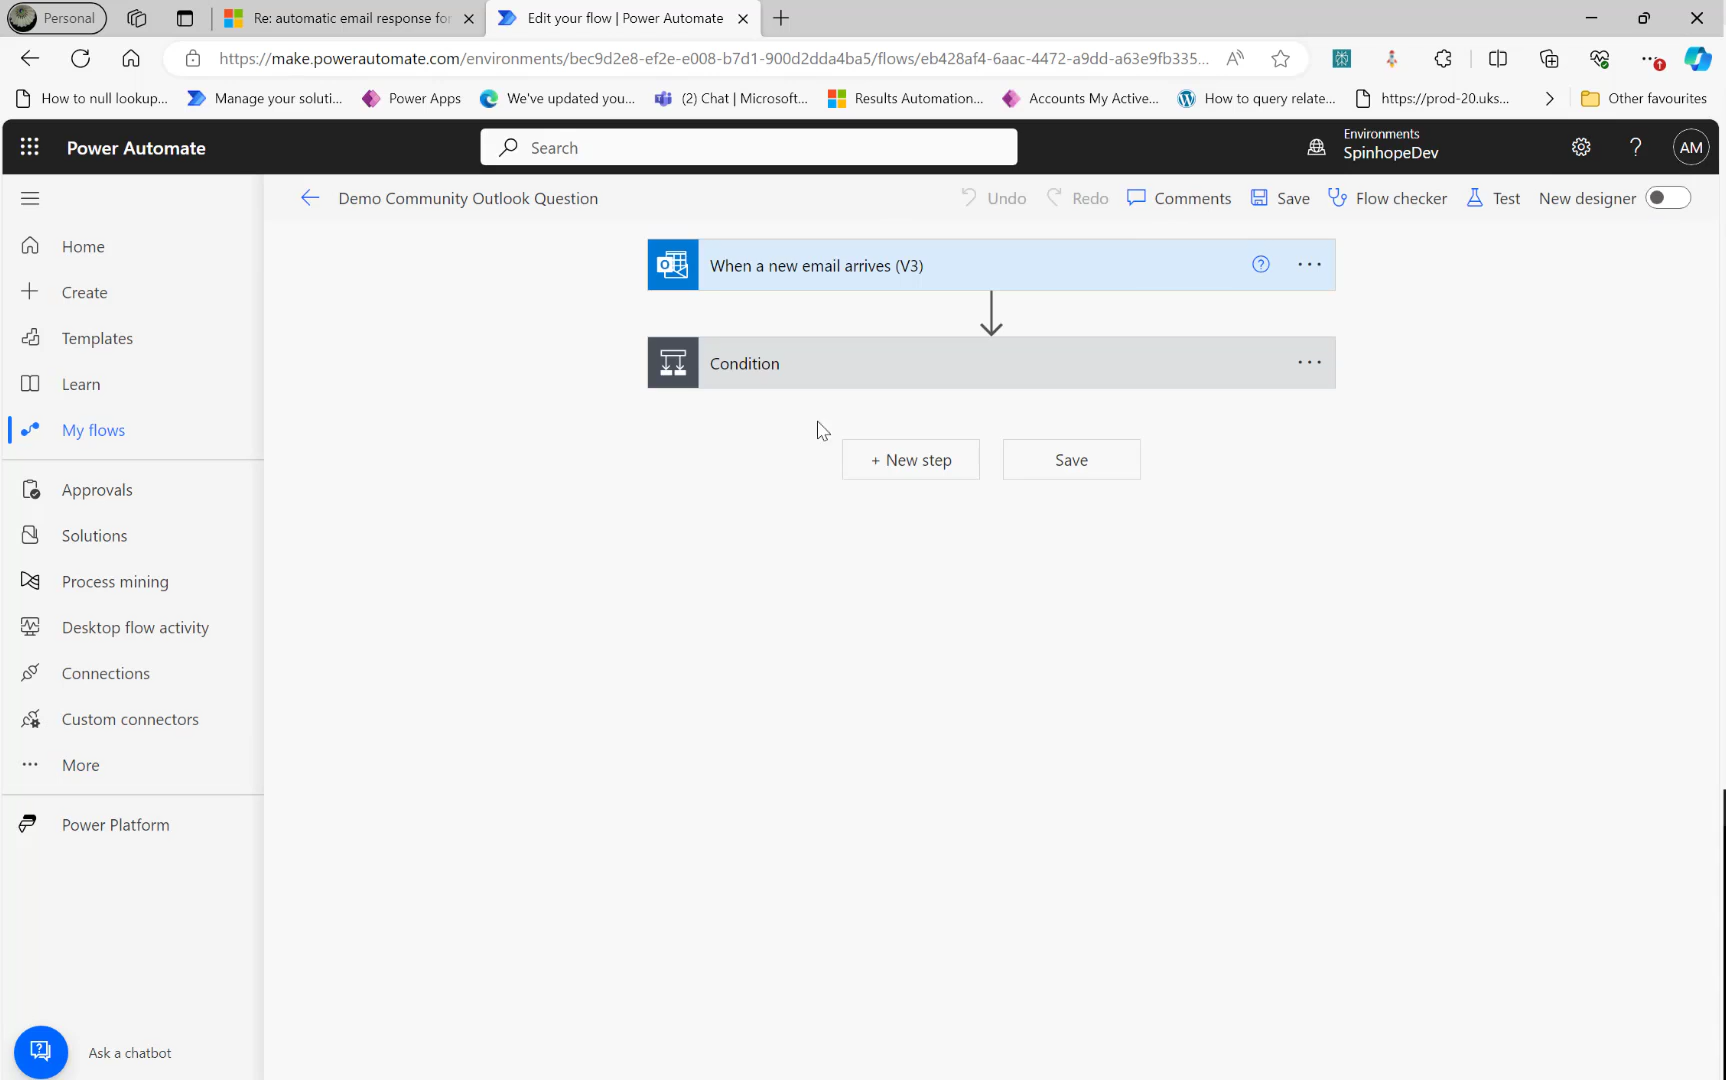 Personal
Re: automatic email response for
Edit your flow | Power Automate
https://make.powerautomate.com/environments/bec9d2e8-ef2e-e008-b7d1-900d2dda4ba5/flows/eb428af4-6aac-4472-a9dd-a63e9fb335...
How to null lookup...
Manage your soluti...
Power Apps
We've updated you...
(2) Chat | Microsoft...
Results Automation...
Accounts My Active...
How to query relate...
https://prod-20.uks...
Other favourites
Power Automate
Search
Environments
SpinhopeDev
AM
Demo Community Outlook Question
Undo
Redo
Comments
Save
Flow checker
Test
New designer
Home
Create
Templates
Learn
My flows
Approvals
Solutions
Process mining
Desktop flow activity
Connections
Custom connectors
More
Power Platform
Ask a chatbot
When a new email arrives (V3)
Condition
+ New step
Save